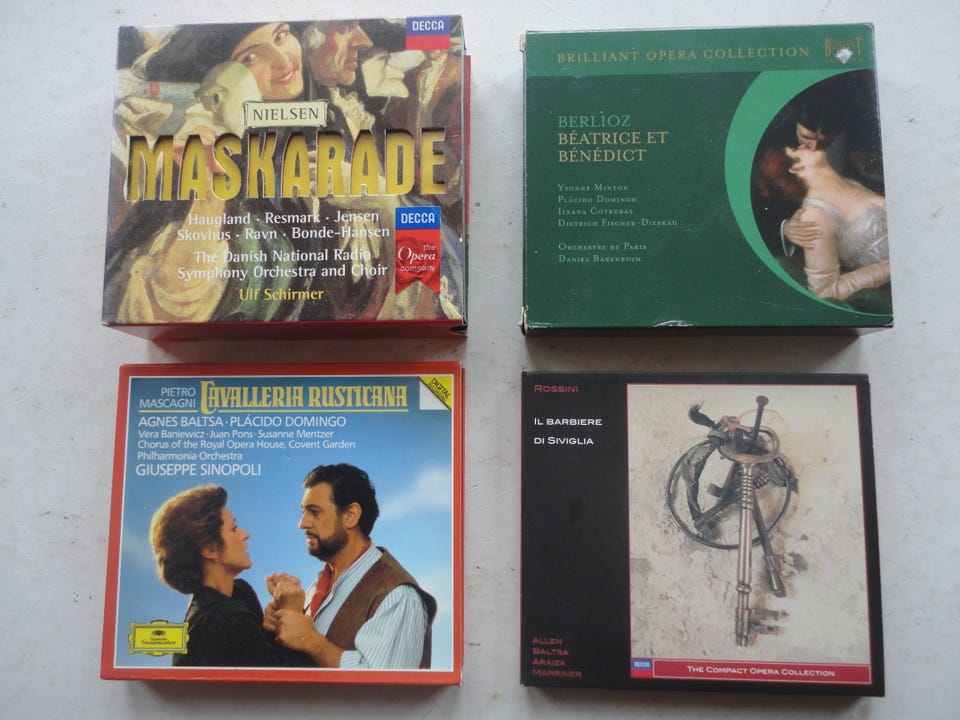 DECCA
NIELSEN
MASKARADE
Haugland · Resmark · Jensen
Skovhus · Ravn · Bonde-Hansen
The Danish National Radio
Symphony Orchestra and Choir
Ulf Schirmer
DECCA
the
Opera
company
BRILLIANT OPERA COLLECTION
BRILLIANT
BERLIOZ
BÉATRICE ET
BÉNÉDICT
YVONNE MINTON
PLÁCIDO DOMINGO
ILEANA COTRUBAS
DIETRICH FISCHER-DIESKAU
ORCHESTRE DE PARIS
DANIEL BARENBOIM
PIETRO
MASCAGNI
CAVALLERIA RUSTICANA
DIGITAL
AGNES BALTSA · PLÁCIDO DOMINGO
Vera Baniewicz · Juan Pons · Susanne Mentzer
Chorus of the Royal Opera House, Covent Garden
Philharmonia Orchestra
GIUSEPPE SINOPOLI
Deutsche
Grammophon
ROSSINI
IL BARBIERE
DI SIVIGLIA
ALLEN
BALTSA
ARAIZA
MARRINER
DECCA
THE COMPACT OPERA COLLECTION